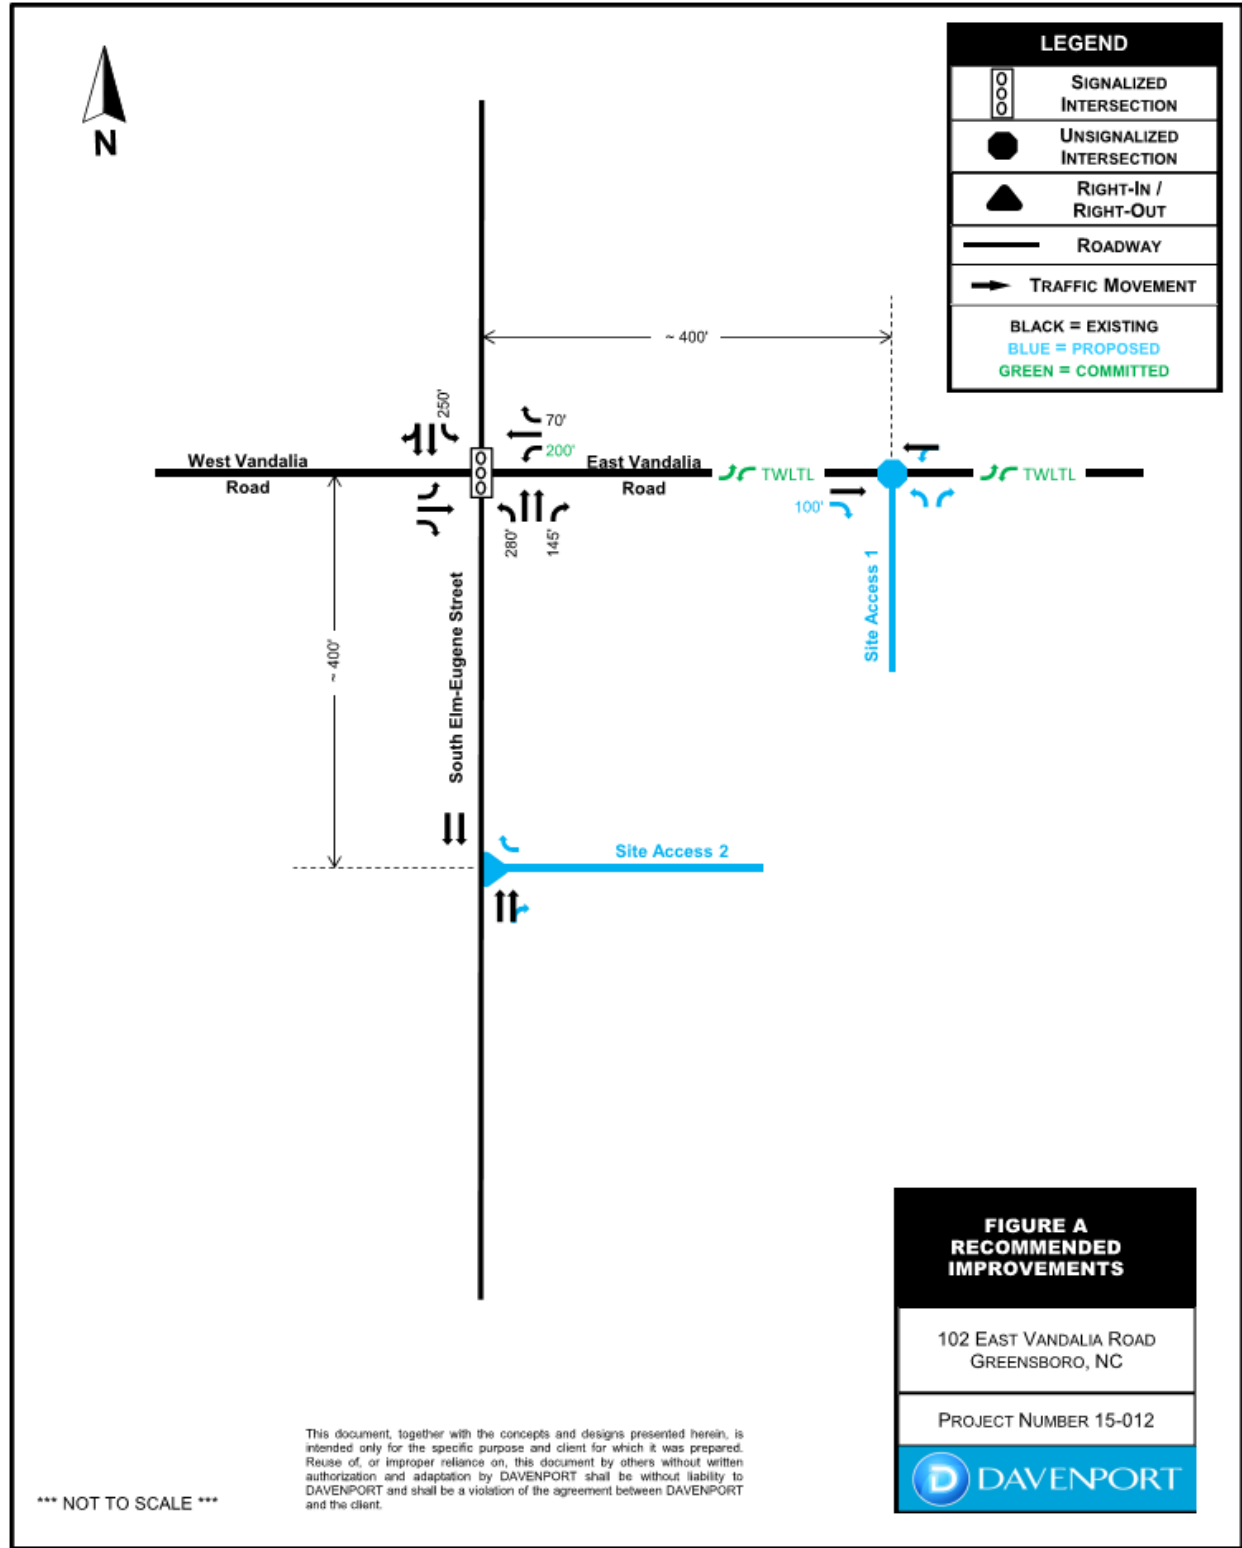 N
LEGEND
SIGNALIZED
INTERSECTION
UNSIGNALIZED
INTERSECTION
RIGHT-IN /
RIGHT-OUT
ROADWAY
TRAFFIC MOVEMENT
BLACK = EXISTING
BLUE = PROPOSED
GREEN = COMMITTED
~ 400'
250'
70'
200'
West Vandalia
Road
East Vandalia
Road
TWLTL
TWLTL
100'
280'
145'
Site Access 1
South Elm-Eugene Street
~ 400'
Site Access 2
FIGURE A
RECOMMENDED
IMPROVEMENTS
102 EAST VANDALIA ROAD
GREENSBORO, NC
PROJECT NUMBER 15-012
D DAVENPORT
This document, together with the concepts and designs presented herein, is
intended only for the specific purpose and client for which it was prepared.
Reuse of, or improper reliance on, this document by others without written
authorization and adaptation by DAVENPORT shall be without liability to
DAVENPORT and shall be a violation of the agreement between DAVENPORT
and the client.
*** NOT TO SCALE ***